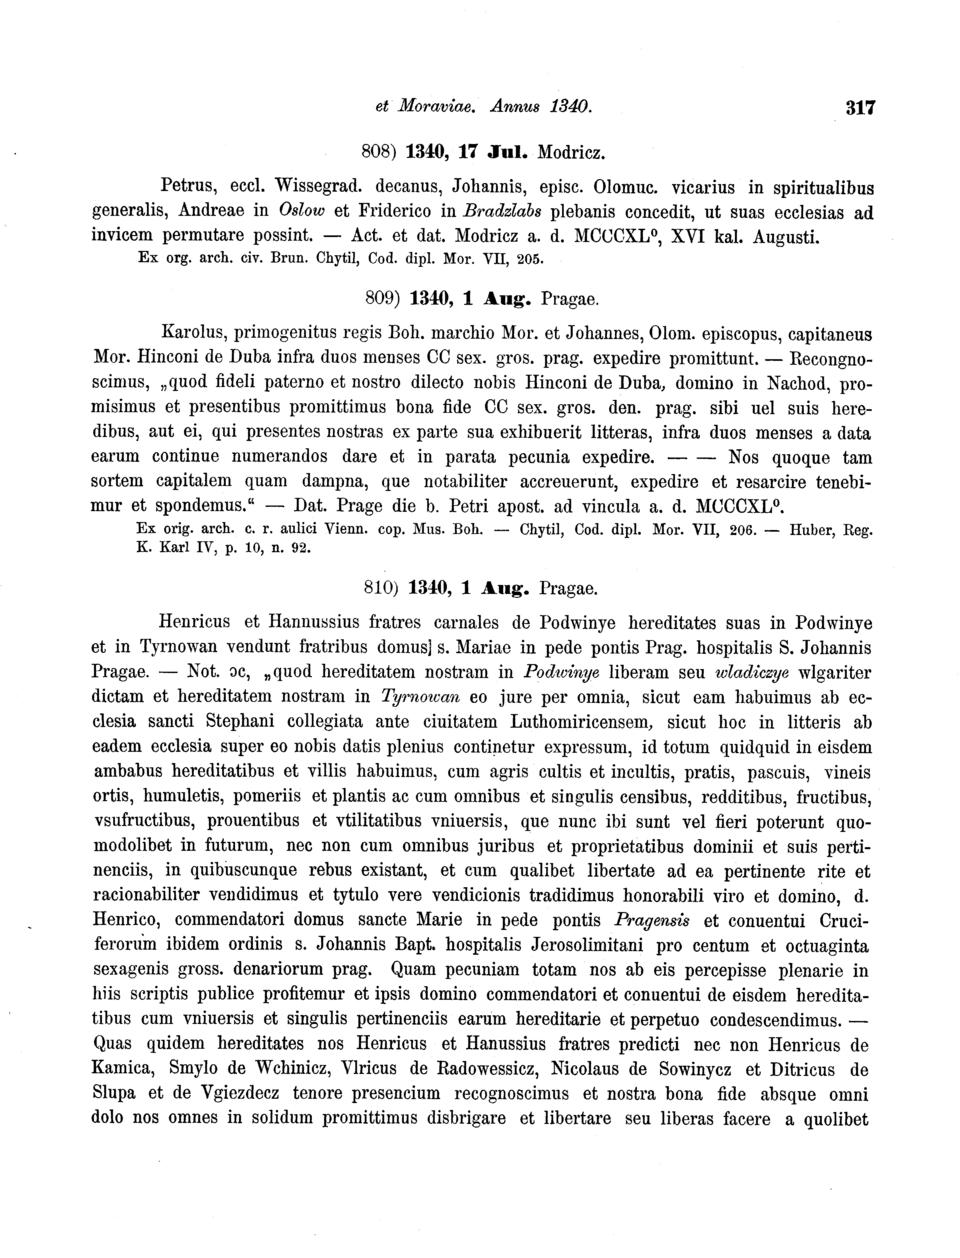 et Moraviae. Annus 1340. 317
808) 1340, 17 Jul. Modricz.
Petrus, eccl. Wissegrad. decanus, Johannis, episc. Olomuc. vicarius in spiritualibus
generalis, Andreae in Oslow et Friderico in Bradzlabs plebanis concedit, ut suas ecclesias ad
invicem permutare possint. — Act. et dat. Modricz a. d. MCCCXL⁰, XVI kal. Augusti.
Ex org. arch. civ. Brun. Chytil, Cod. dipl. Mor. VII, 205.
809) 1340, 1 Aug. Pragae.
Karolus, primogenitus regis Boh. marchio Mor. et Johannes, Olom. episcopus, capitaneus
Mor. Hinconi de Duba infra duos menses CC sex. gros. prag. expedire promittunt. — Recongno-
scimus, „quod fideli paterno et nostro dilecto nobis Hinconi de Duba, domino in Nachod, pro-
misimus et presentibus promittimus bona fide CC sex. gros. den. prag. sibi uel suis here-
dibus, aut ei, qui presentes nostras ex parte sua exhibuerit litteras, infra duos menses a data
earum continue numerandos dare et in parata pecunia expedire. — — Nos quoque tam
sortem capitalem quam dampna, que notabiliter accreuerunt, expedire et resarcire tenebi-
mur et spondemus.“ — Dat. Prage die b. Petri apost. ad vincula a. d. MCCCXL⁰.
Ex orig. arch. c. r. aulici Vienn. cop. Mus. Boh. — Chytil, Cod. dipl. Mor. VII, 206. — Huber, Reg.
K. Karl IV, p. 10, n. 92.
810) 1340, 1 Aug. Pragae.
Henricus et Hannussius fratres carnales de Podwinye hereditates suas in Podwinye
et in Tyrnowan vendunt fratribus domus] s. Mariae in pede pontis Prag. hospitalis S. Johannis
Pragae. — Not. ɔc, „quod hereditatem nostram in Podwinye liberam seu wladiczye wlgariter
dictam et hereditatem nostram in Tyrnowan eo jure per omnia, sicut eam habuimus ab ec-
clesia sancti Stephani collegiata ante ciuitatem Luthomiricensem, sicut hoc in litteris ab
eadem ecclesia super eo nobis datis plenius continetur expressum, id totum quidquid in eisdem
ambabus hereditatibus et villis habuimus, cum agris cultis et incultis, pratis, pascuis, vineis
ortis, humuletis, pomeriis et plantis ac cum omnibus et singulis censibus, redditibus, fructibus,
vsufructibus, prouentibus et vtilitatibus vniuersis, que nunc ibi sunt vel fieri poterunt quo-
modolibet in futurum, nec non cum omnibus juribus et proprietatibus dominii et suis perti-
nenciis, in quibuscunque rebus existant, et cum qualibet libertate ad ea pertinente rite et
racionabiliter vendidimus et tytulo vere vendicionis tradidimus honorabili viro et domino, d.
Henrico, commendatori domus sancte Marie in pede pontis Pragensis et conuentui Cruci-
ferorum ibidem ordinis s. Johannis Bapt. hospitalis Jerosolimitani pro centum et octuaginta
sexagenis gross. denariorum prag. Quam pecuniam totam nos ab eis percepisse plenarie in
hiis scriptis publice profitemur et ipsis domino commendatori et conuentui de eisdem heredita-
tibus cum vniuersis et singulis pertinenciis earum hereditarie et perpetuo condescendimus. —
Quas quidem hereditates nos Henricus et Hanussius fratres predicti nec non Henricus de
Kamica, Smylo de Wchinicz, Vlricus de Radowessicz, Nicolaus de Sowinycz et Ditricus de
Slupa et de Vgiezdecz tenore presencium recognoscimus et nostra bona fide absque omni
dolo nos omnes in solidum promittimus disbrigare et libertare seu liberas facere a quolibet